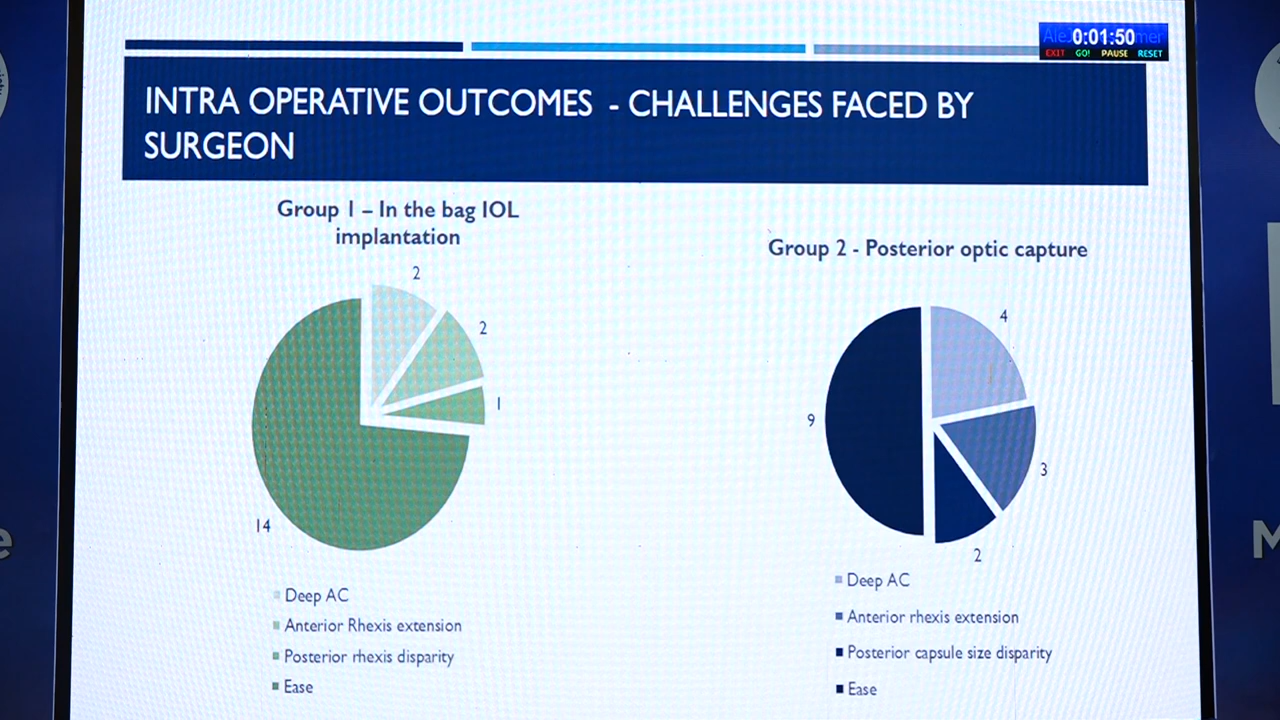 0:01:50
EXIT GO! PAUSE RESET
INTRA OPERATIVE OUTCOMES - CHALLENGES FACED BY
SURGEON
Group 1 – In the bag IOL
implantation
2
2
1
14
Deep AC
Anterior Rhexis extension
Posterior rhexis disparity
Ease
Group 2 - Posterior optic capture
4
3
2
9
Deep AC
Anterior rhexis extension
Posterior capsule size disparity
Ease
e
M